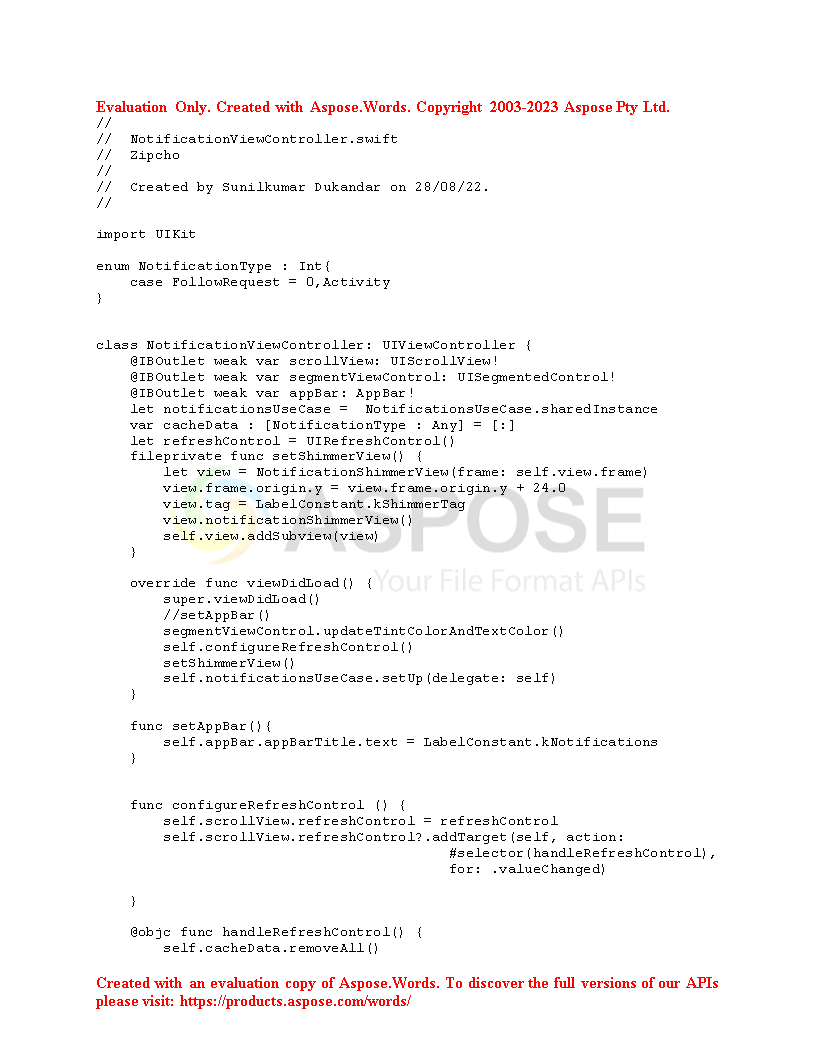 Evaluation Only. Created with Aspose.Words. Copyright 2003-2023 Aspose Pty Ltd.
//
//  NotificationViewController.swift
//  Zipcho
//
//  Created by Sunilkumar Dukandar on 28/08/22.
//
import UIKit
enum NotificationType : Int{
    case FollowRequest = 0,Activity
}
class NotificationViewController: UIViewController {
    @IBOutlet weak var scrollView: UIScrollView!
    @IBOutlet weak var segmentViewControl: UISegmentedControl!
    @IBOutlet weak var appBar: AppBar!
    let notificationsUseCase =  NotificationsUseCase.sharedInstance
    var cacheData : [NotificationType : Any] = [:]
    let refreshControl = UIRefreshControl()
    fileprivate func setShimmerView() {
        let view = NotificationShimmerView(frame: self.view.frame)
        view.frame.origin.y = view.frame.origin.y + 24.0
        view.tag = LabelConstant.kShimmerTag
        view.notificationShimmerView()
        self.view.addSubview(view)
    }
ASPOSE
Your File Format APIs
    override func viewDidLoad() {
        super.viewDidLoad()
        //setAppBar()
        segmentViewControl.updateTintColorAndTextColor()
        self.configureRefreshControl()
        setShimmerView()
        self.notificationsUseCase.setUp(delegate: self)
    }
    func setAppBar(){
        self.appBar.appBarTitle.text = LabelConstant.kNotifications
    }
    func configureRefreshControl () {
        self.scrollView.refreshControl = refreshControl
        self.scrollView.refreshControl?.addTarget(self, action:
                                          #selector(handleRefreshControl),
                                          for: .valueChanged)
    }
    @objc func handleRefreshControl() {
        self.cacheData.removeAll()
Created with an evaluation copy of Aspose.Words. To discover the full versions of our APIs
please visit: https://products.aspose.com/words/